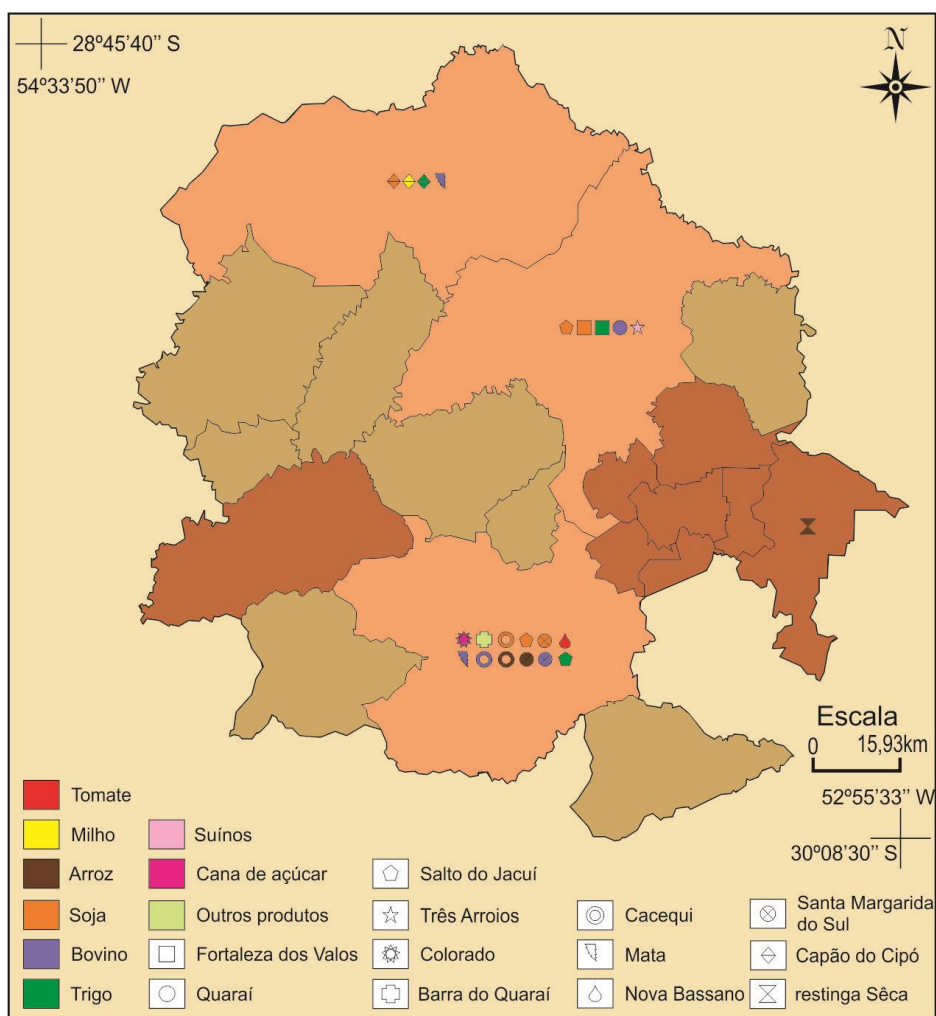 28º45’40’’ S
54º33’50’’ W
N
Escala
0 15,93km
52º55’33’’ W
30º08’30’’ S
Tomate
Milho
Arroz
Soja
Bovino
Trigo
Suínos
Cana de açúcar
Outros produtos
Fortaleza dos Valos
Quaraí
Salto do Jacuí
Três Arroios
Colorado
Barra do Quaraí
Cacequi
Mata
Nova Bassano
Santa Margarida
do Sul
Capão do Cipó
restinga Sêca